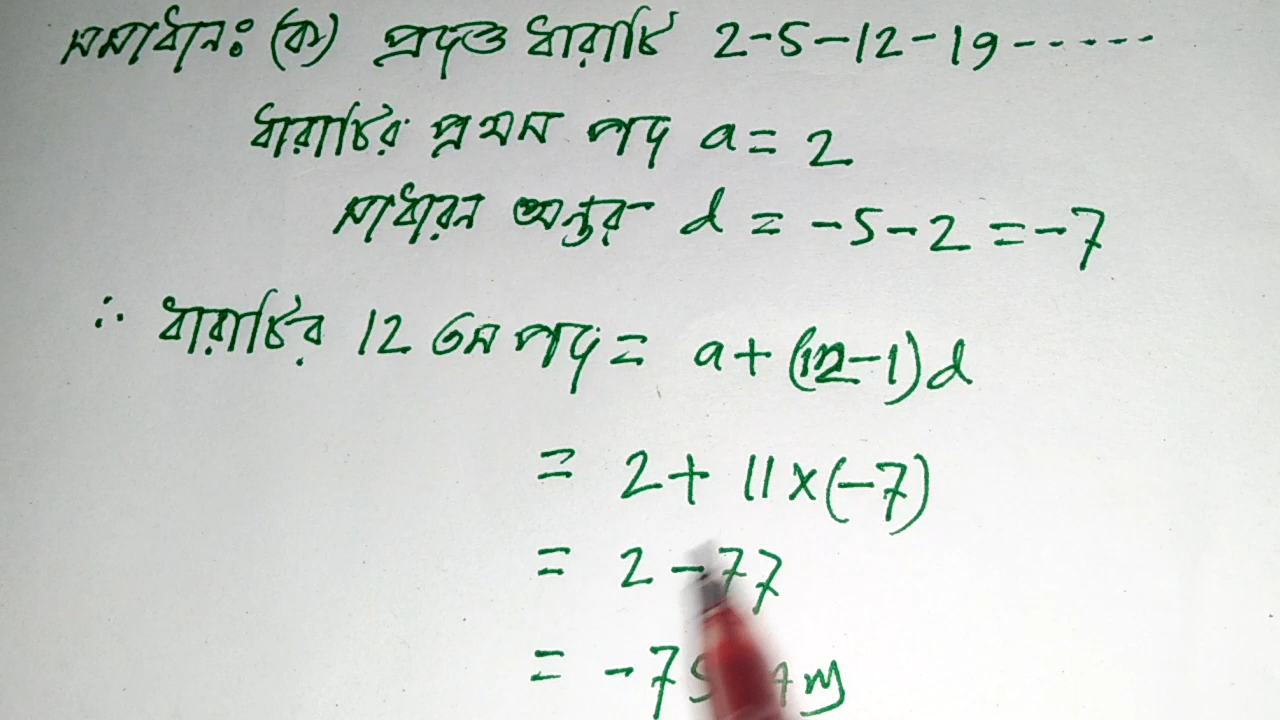 সমাধানঃ (ক) প্রদত্ত ধারাটি 2-5-12-19-----
ধারাটির প্রথম পদ a = 2
সাধারন অন্তর d = -5-2 = -7
∴ ধারাটির 12 তম পদ = a+(12-1)d
= 2+ 11×(-7)
= 2-77